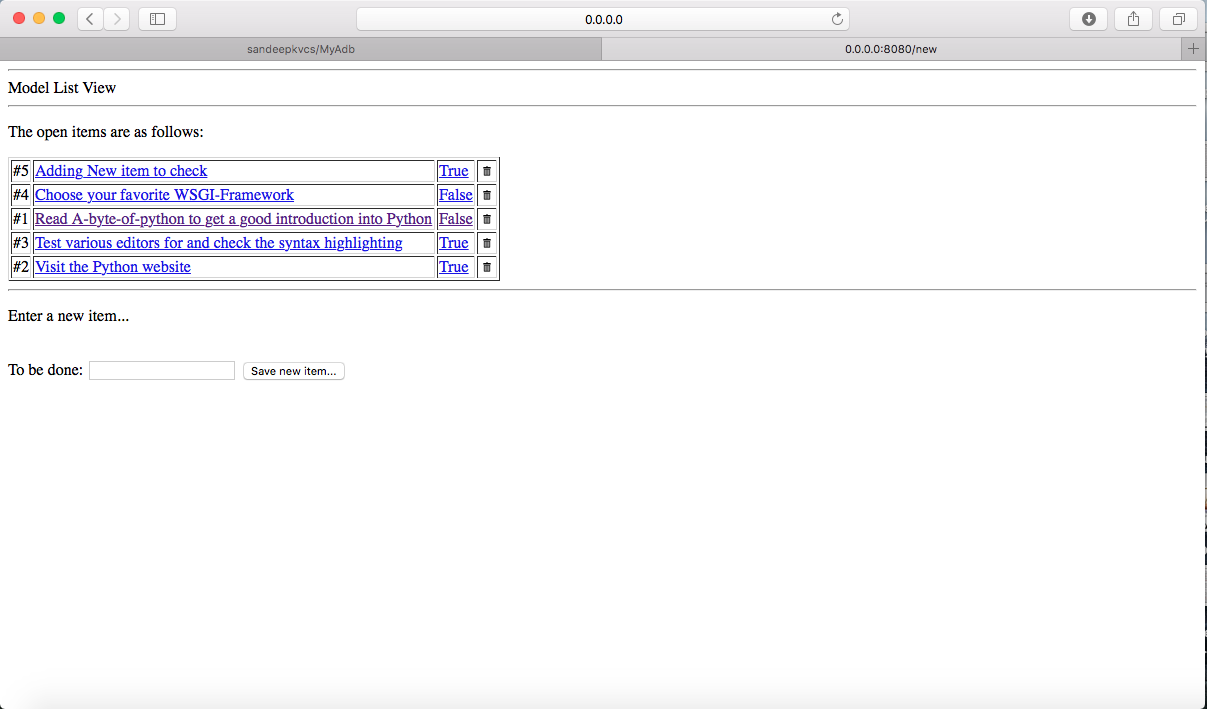 0.0.0.0
sandeepkvcs/MyAdb 0.0.0.0:8080/new
Model List View
The open items are as follows:
#5 Adding New item to check True
#4 Choose your favorite WSGI-Framework False
#1 Read A-byte-of-python to get a good introduction into Python False
#3 Test various editors for and check the syntax highlighting True
#2 Visit the Python website True
Enter a new item...
To be done: Save new item...